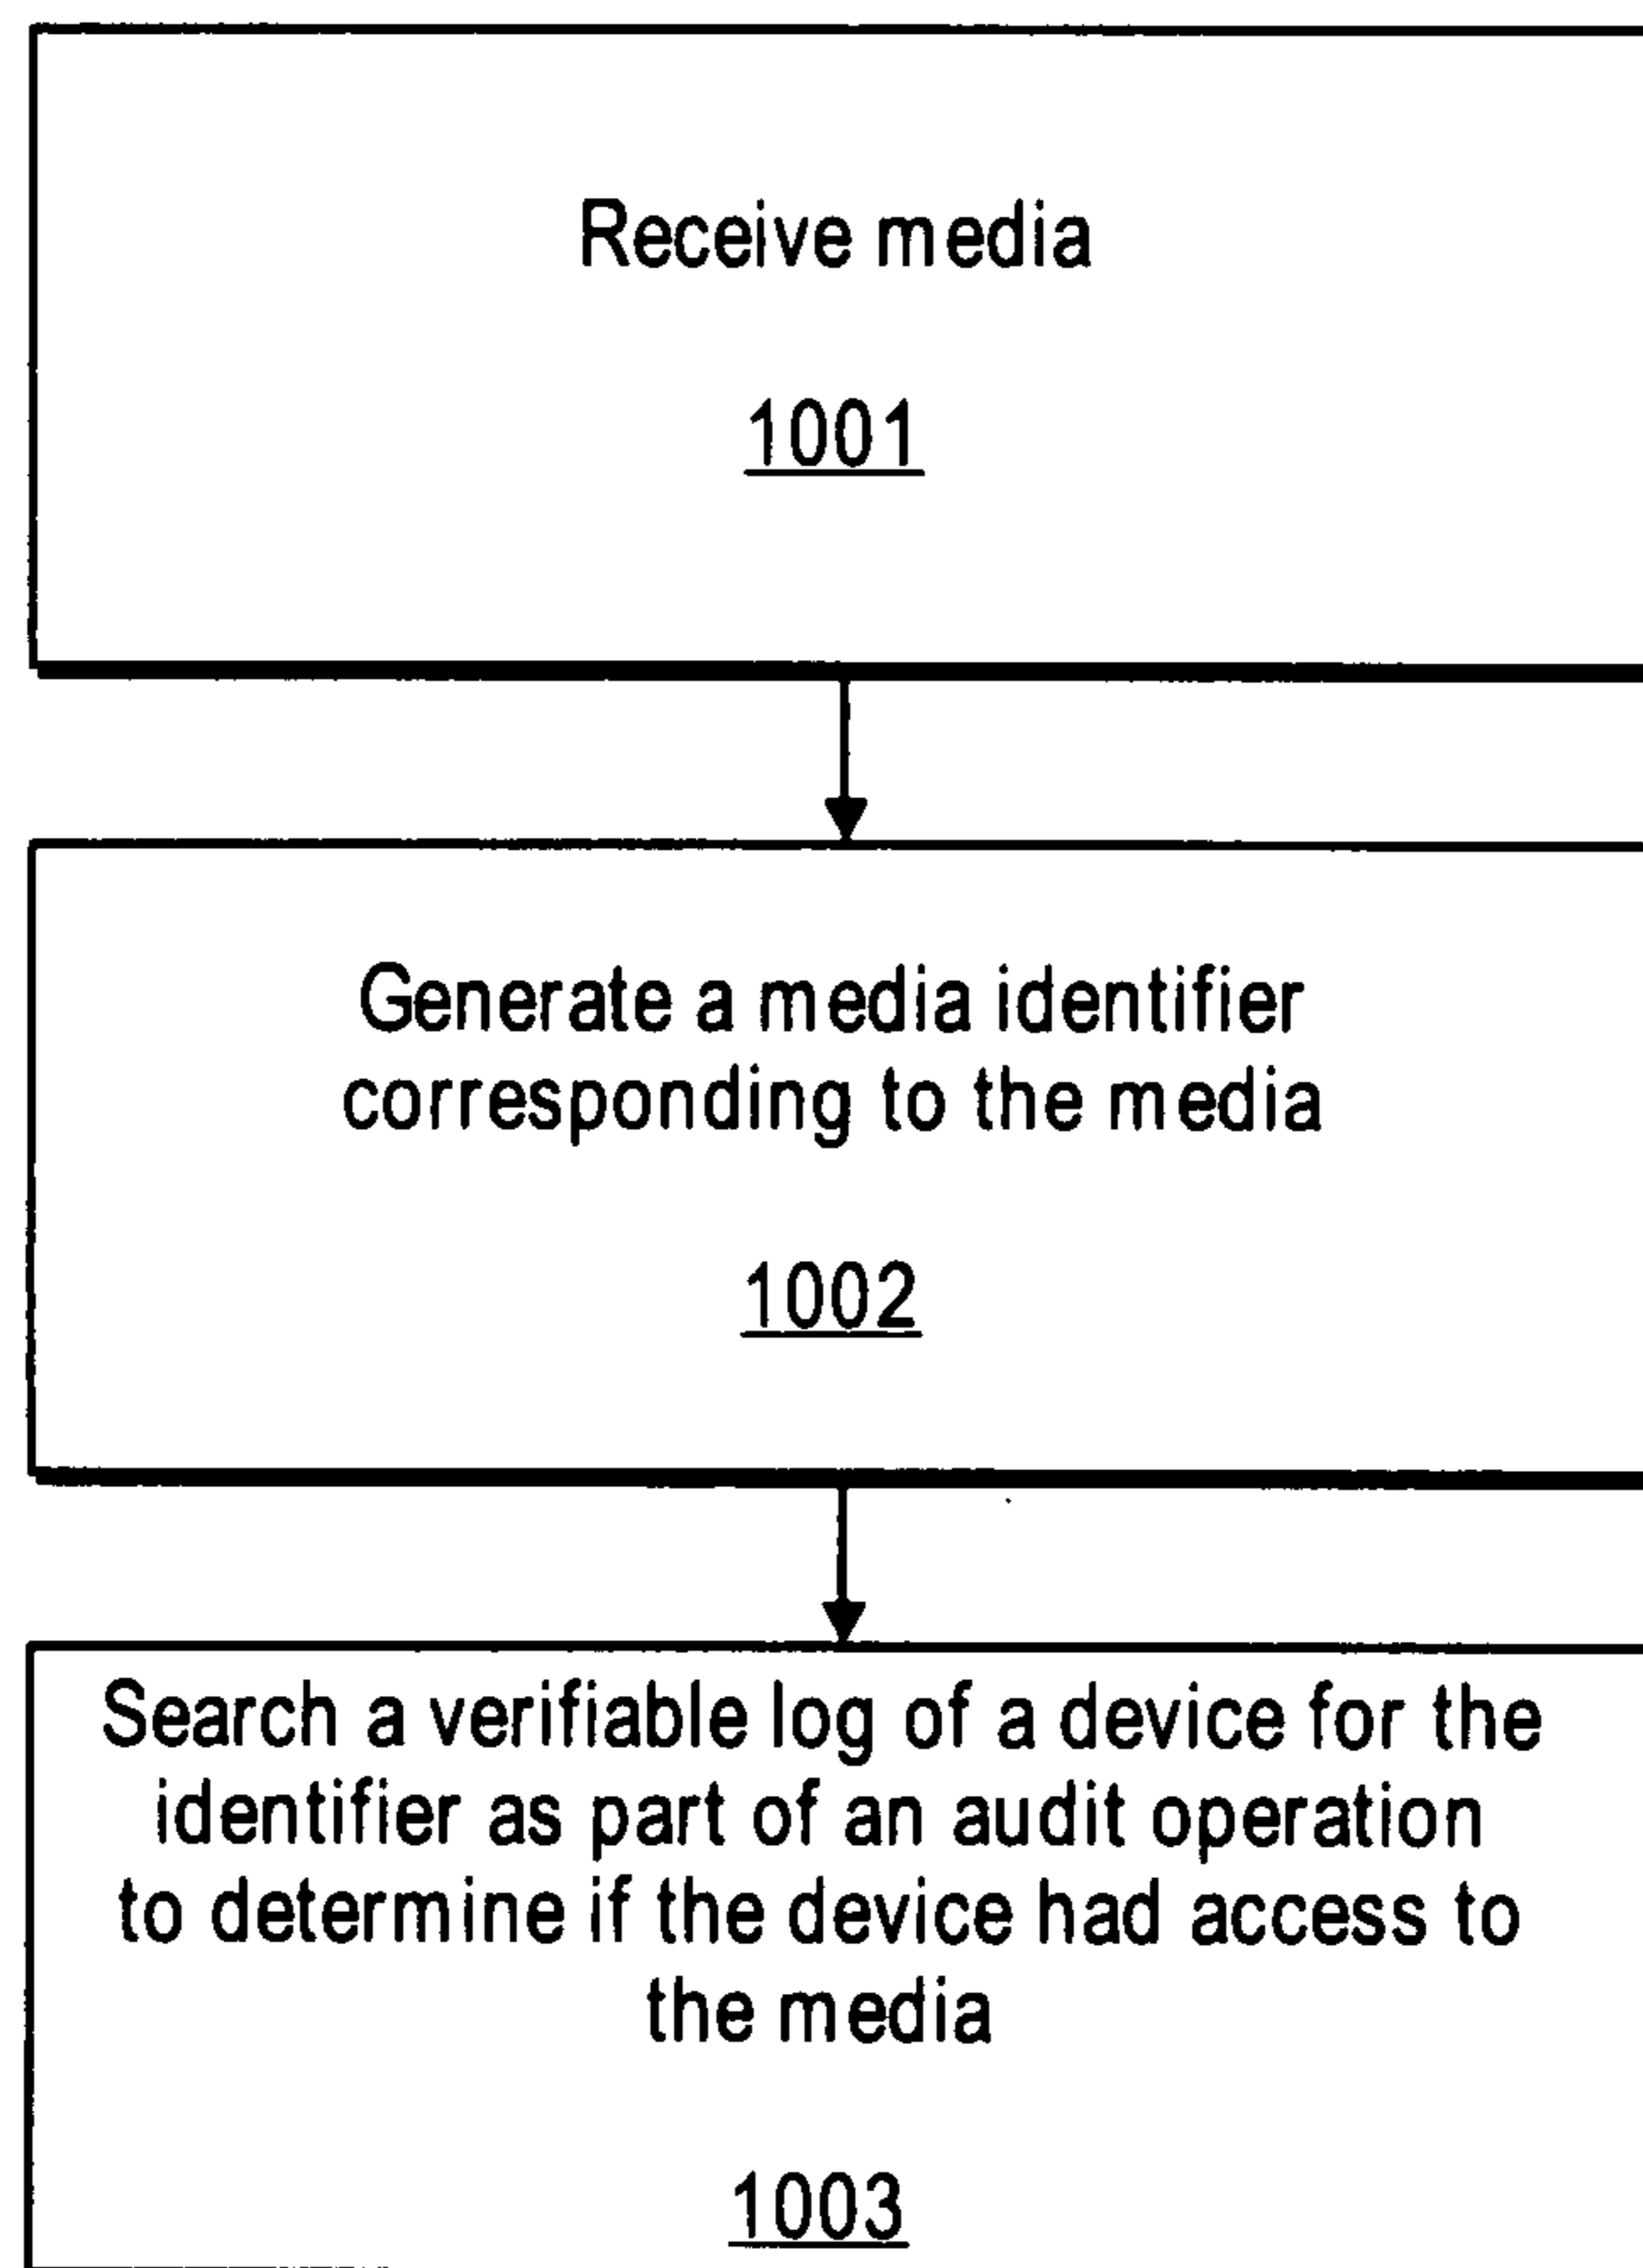 Receive media
1001
Generate a media identifier
corresponding to the media
1002
Search a verifiable log of a device for the
identifier as part of an audit operation
to determine if the device had access to
the media
1003